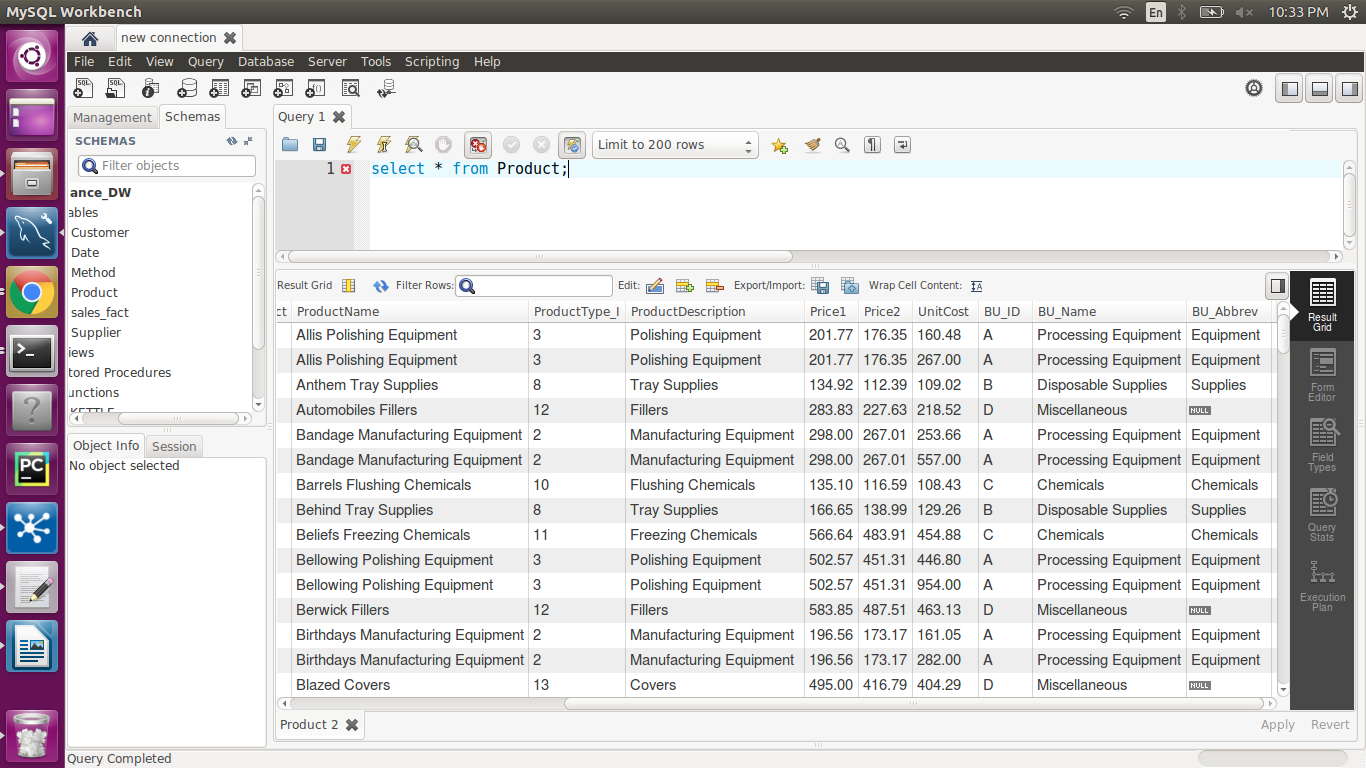 MySQL Workbench En 10:33 PM
new connection
File Edit View Query Database Server Tools Scripting Help
Management Schemas
SCHEMAS
Filter objects
ance_DW
ables
Customer
Date
Method
Product
sales_fact
Supplier
iews
tored Procedures
unctions
Object Info Session
No object selected
Query 1
Limit to 200 rows
1 select * from Product;
Result Grid Filter Rows: Edit: Export/Import: Wrap Cell Content:
ct ProductName ProductType_I ProductDescription Price1 Price2 UnitCost BU_ID BU_Name BU_Abbrev
Allis Polishing Equipment 3 Polishing Equipment 201.77 176.35 160.48 A Processing Equipment Equipment
Allis Polishing Equipment 3 Polishing Equipment 201.77 176.35 267.00 A Processing Equipment Equipment
Anthem Tray Supplies 8 Tray Supplies 134.92 112.39 109.02 B Disposable Supplies Supplies
Automobiles Fillers 12 Fillers 283.83 227.63 218.52 D Miscellaneous NULL
Bandage Manufacturing Equipment 2 Manufacturing Equipment 298.00 267.01 253.66 A Processing Equipment Equipment
Bandage Manufacturing Equipment 2 Manufacturing Equipment 298.00 267.01 557.00 A Processing Equipment Equipment
Barrels Flushing Chemicals 10 Flushing Chemicals 135.10 116.59 108.43 C Chemicals Chemicals
Behind Tray Supplies 8 Tray Supplies 166.65 138.99 129.26 B Disposable Supplies Supplies
Beliefs Freezing Chemicals 11 Freezing Chemicals 566.64 483.91 454.88 C Chemicals Chemicals
Bellowing Polishing Equipment 3 Polishing Equipment 502.57 451.31 446.80 A Processing Equipment Equipment
Bellowing Polishing Equipment 3 Polishing Equipment 502.57 451.31 954.00 A Processing Equipment Equipment
Berwick Fillers 12 Fillers 583.85 487.51 463.13 D Miscellaneous NULL
Birthdays Manufacturing Equipment 2 Manufacturing Equipment 196.56 173.17 161.05 A Processing Equipment Equipment
Birthdays Manufacturing Equipment 2 Manufacturing Equipment 196.56 173.17 282.00 A Processing Equipment Equipment
Blazed Covers 13 Covers 495.00 416.79 404.29 D Miscellaneous NULL
Result
Grid
Form
Editor
Field
Types
Query
Stats
Execution
Plan
Product 2 Apply Revert
Query Completed
PC